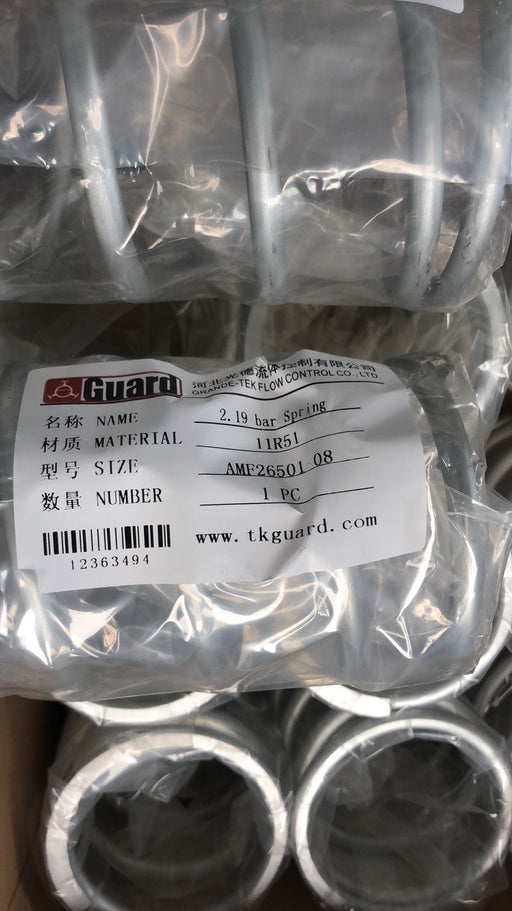 Guard
河北光德流体控制有限公司
GRANDE-TEK FLOW CONTROL CO., LTD.
名称 NAME 2.19 bar Spring
材质 MATERIAL 11R51
型号 SIZE AMF26501 08
数量 NUMBER 1 PC
12363494
www.tkguard.com